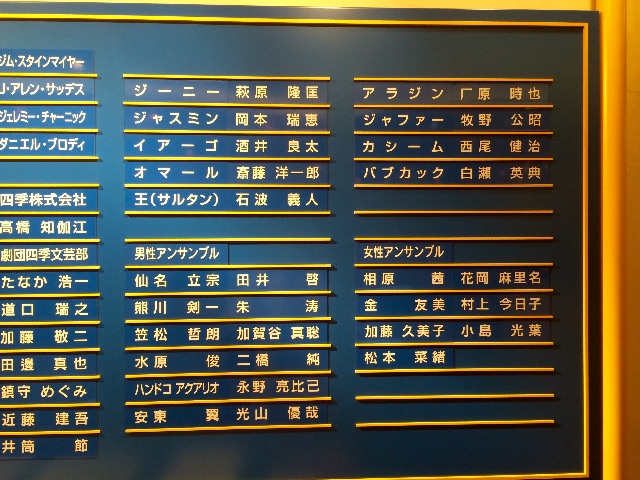 ジム・スタインマイヤー
J・アレン・サッデス
ジェレミー・チャーニック
ダニエル・ブロディ
四季株式会社
高橋 知伽江
劇団四季文芸部
たなか 浩一
道口 瑞之
加藤 敬二
田邊 真也
鎮守 めぐみ
近藤 建吾
井筒 節
ジーニー 萩原 隆匡
ジャスミン 岡本 瑞恵
イアーゴ 酒井 良太
オマール 斎藤 洋一郎
王(サルタン) 石波 義人
アラジン 厂原 時也
ジャファー 牧野 公昭
カシーム 西尾 健治
バブカック 白瀬 英典
男性アンサンブル
仙名 立宗 田井 啓
熊川 剣一 朱 涛
笠松 哲朗 加賀谷 真聡
水原 俊 二橋 純
ハンドコ アクアリオ 永野 亮比己
安東 翼 光山 優哉
女性アンサンブル
相原 茜 花岡 麻里名
金 友美 村上 今日子
加藤 久美子 小島 光葉
松本 菜緒